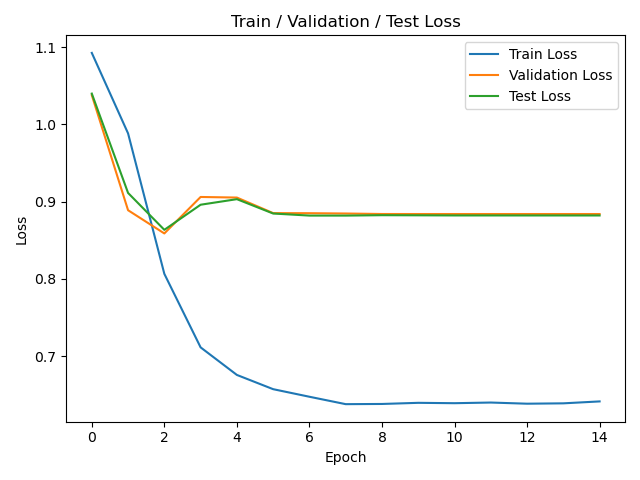 Train / Validation / Test Loss
Train Loss
Validation Loss
Test Loss
1.1
1.0
0.9
0.8
0.7
Loss
0 2 4 6 8 10 12 14
Epoch